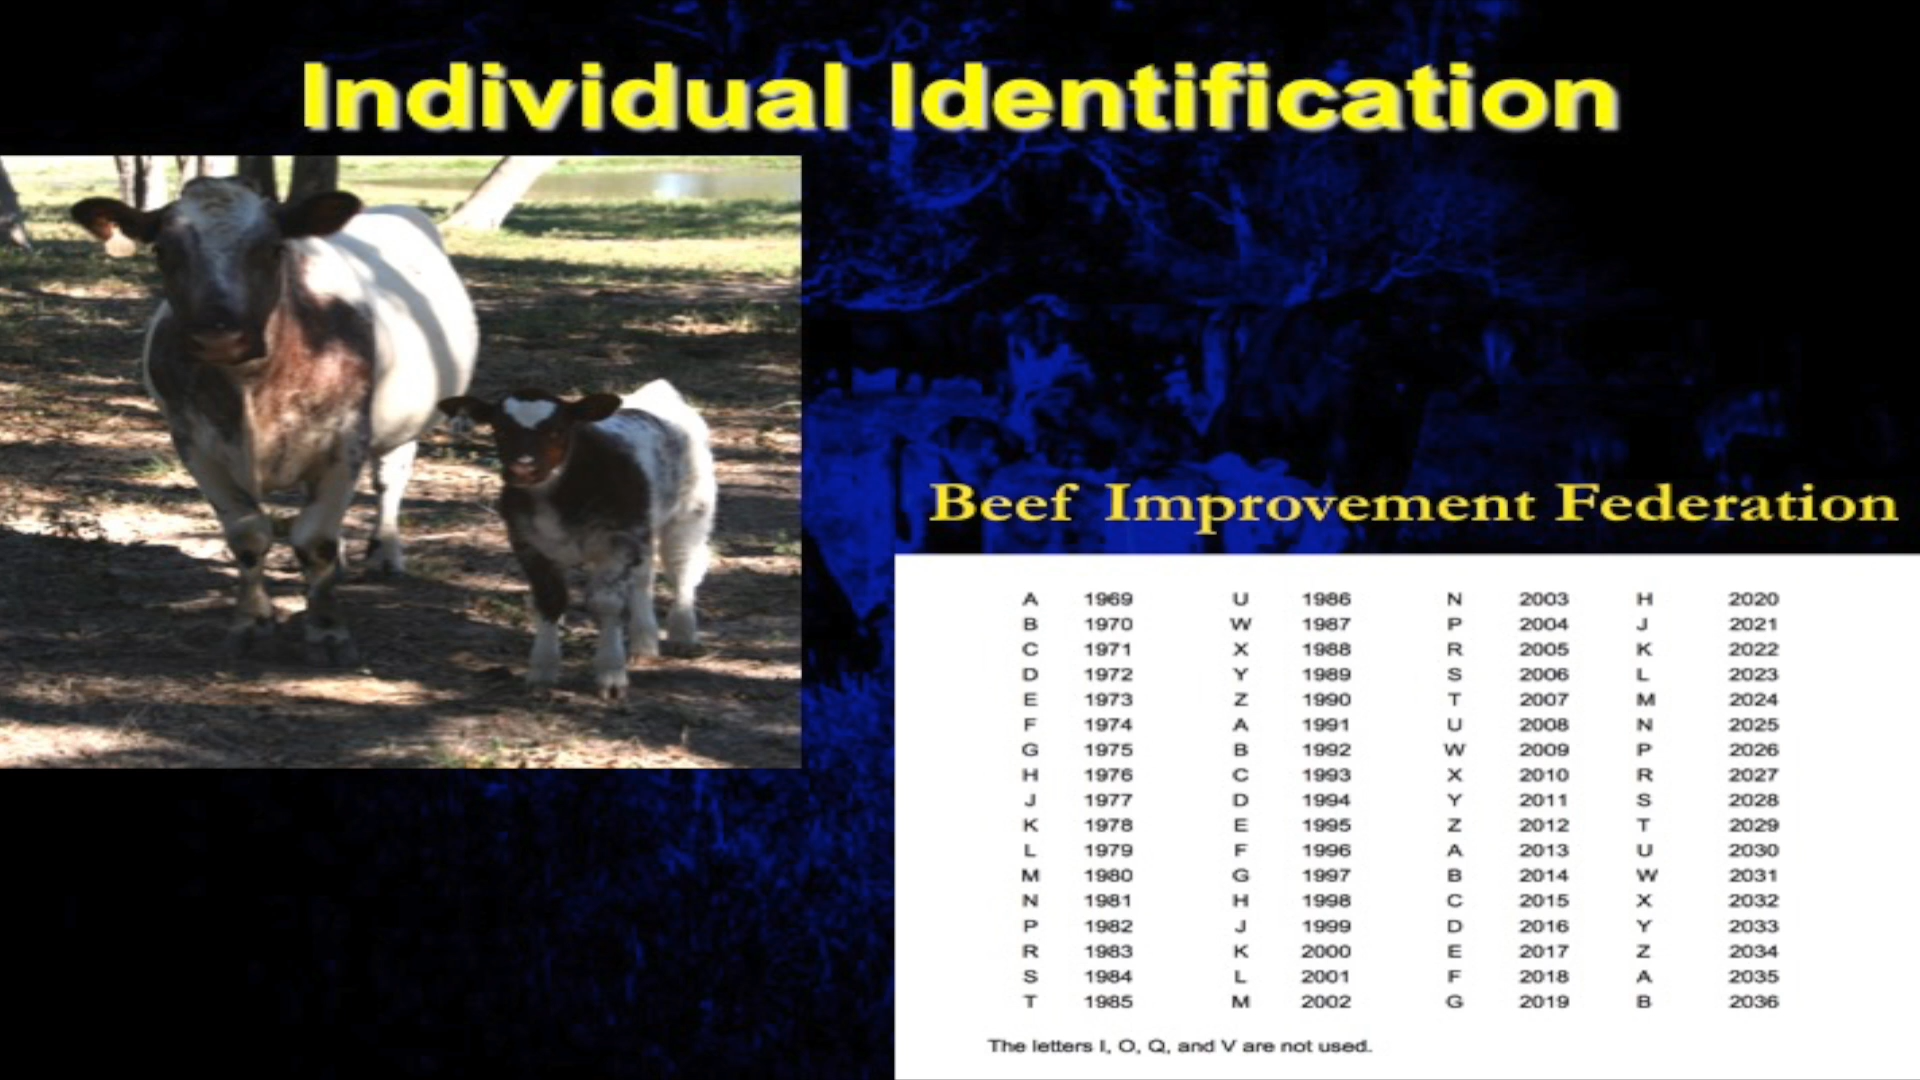 Individual Identification
Beef Improvement Federation
A 1969 U 1986 N 2003 H 2020
B 1970 W 1987 P 2004 J 2021
C 1971 X 1988 R 2005 K 2022
D 1972 Y 1989 S 2006 L 2023
E 1973 Z 1990 T 2007 M 2024
F 1974 A 1991 U 2008 N 2025
G 1975 B 1992 W 2009 P 2026
H 1976 C 1993 X 2010 R 2027
J 1977 D 1994 Y 2011 S 2028
K 1978 E 1995 Z 2012 T 2029
L 1979 F 1996 A 2013 U 2030
M 1980 G 1997 B 2014 W 2031
N 1981 H 1998 C 2015 X 2032
P 1982 J 1999 D 2016 Y 2033
R 1983 K 2000 E 2017 Z 2034
S 1984 L 2001 F 2018 A 2035
T 1985 M 2002 G 2019 B 2036
The letters I, O, Q, and V are not used.